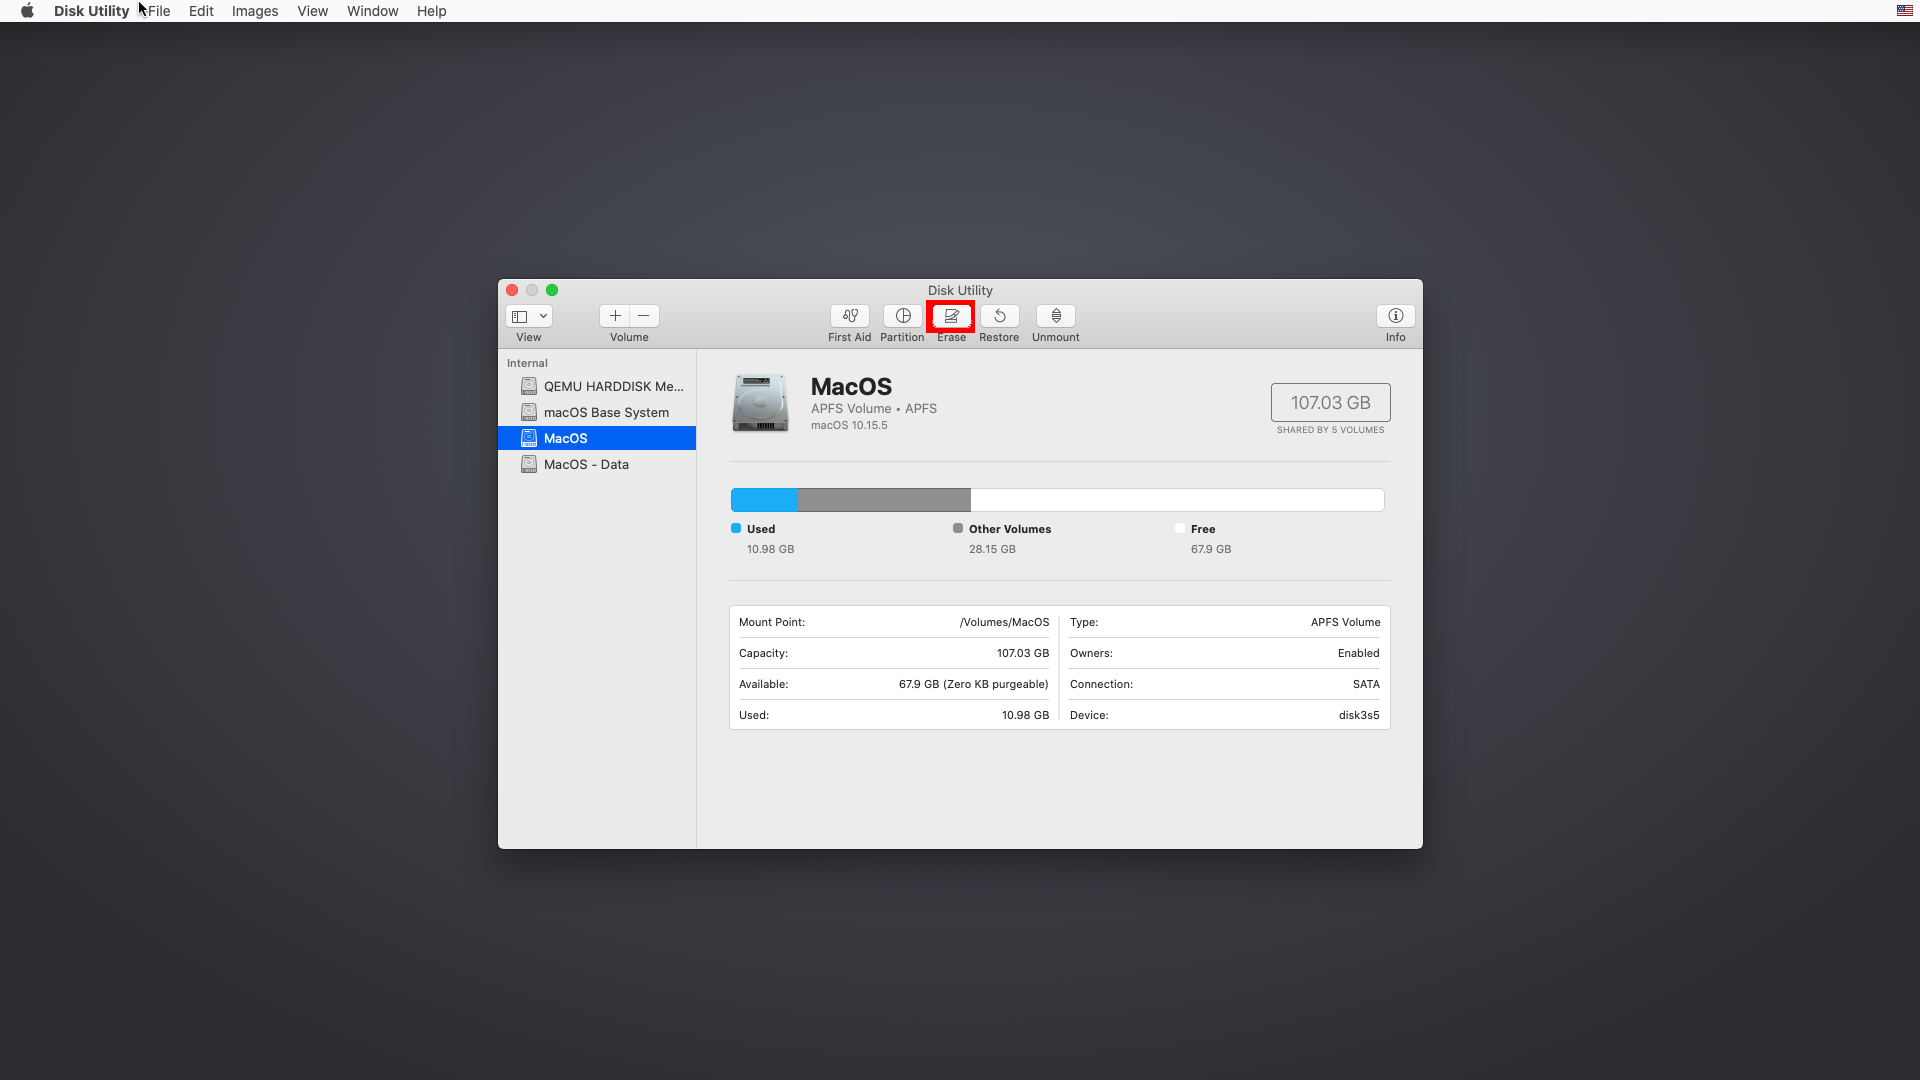 Disk Utility File Edit Images View Window Help
Disk Utility
View Volume First Aid Partition Erase Restore Unmount Info
Internal
QEMU HARDDISK Me...
macOS Base System
MacOS
MacOS - Data
MacOS
APFS Volume • APFS
macOS 10.15.5
107.03 GB
SHARED BY 5 VOLUMES
Used Other Volumes Free
10.98 GB 28.15 GB 67.9 GB
Mount Point: /Volumes/MacOS Type: APFS Volume
Capacity: 107.03 GB Owners: Enabled
Available: 67.9 GB (Zero KB purgeable) Connection: SATA
Used: 10.98 GB Device: disk3s5